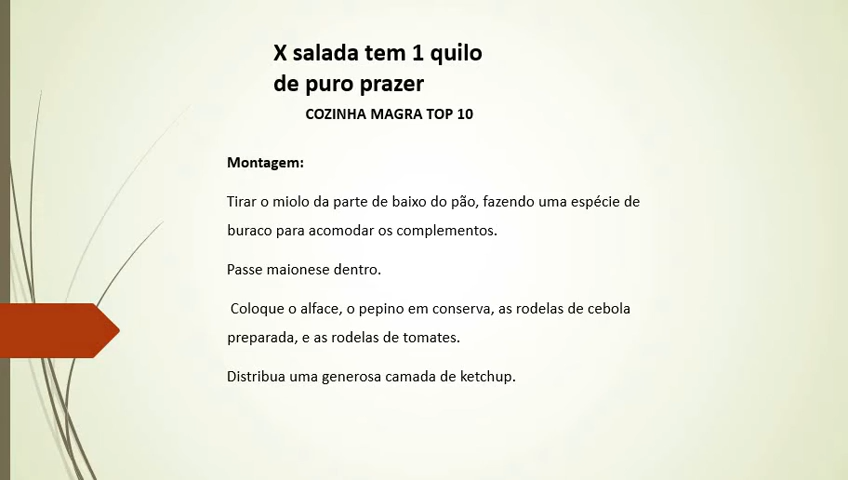 X salada tem 1 quilo
de puro prazer
COZINHA MAGRA TOP 10
Montagem:
Tirar o miolo da parte de baixo do pão, fazendo uma espécie de
buraco para acomodar os complementos.
Passe maionese dentro.
Coloque o alface, o pepino em conserva, as rodelas de cebola
preparada, e as rodelas de tomates.
Distribua uma generosa camada de ketchup.